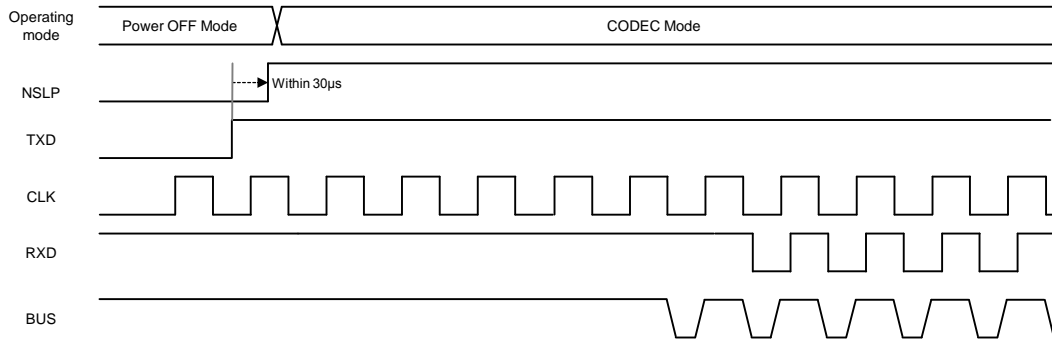 Operating
mode
Power OFF Mode
CODEC Mode
NSLP
Within 30μs
TXD
CLK
RXD
BUS